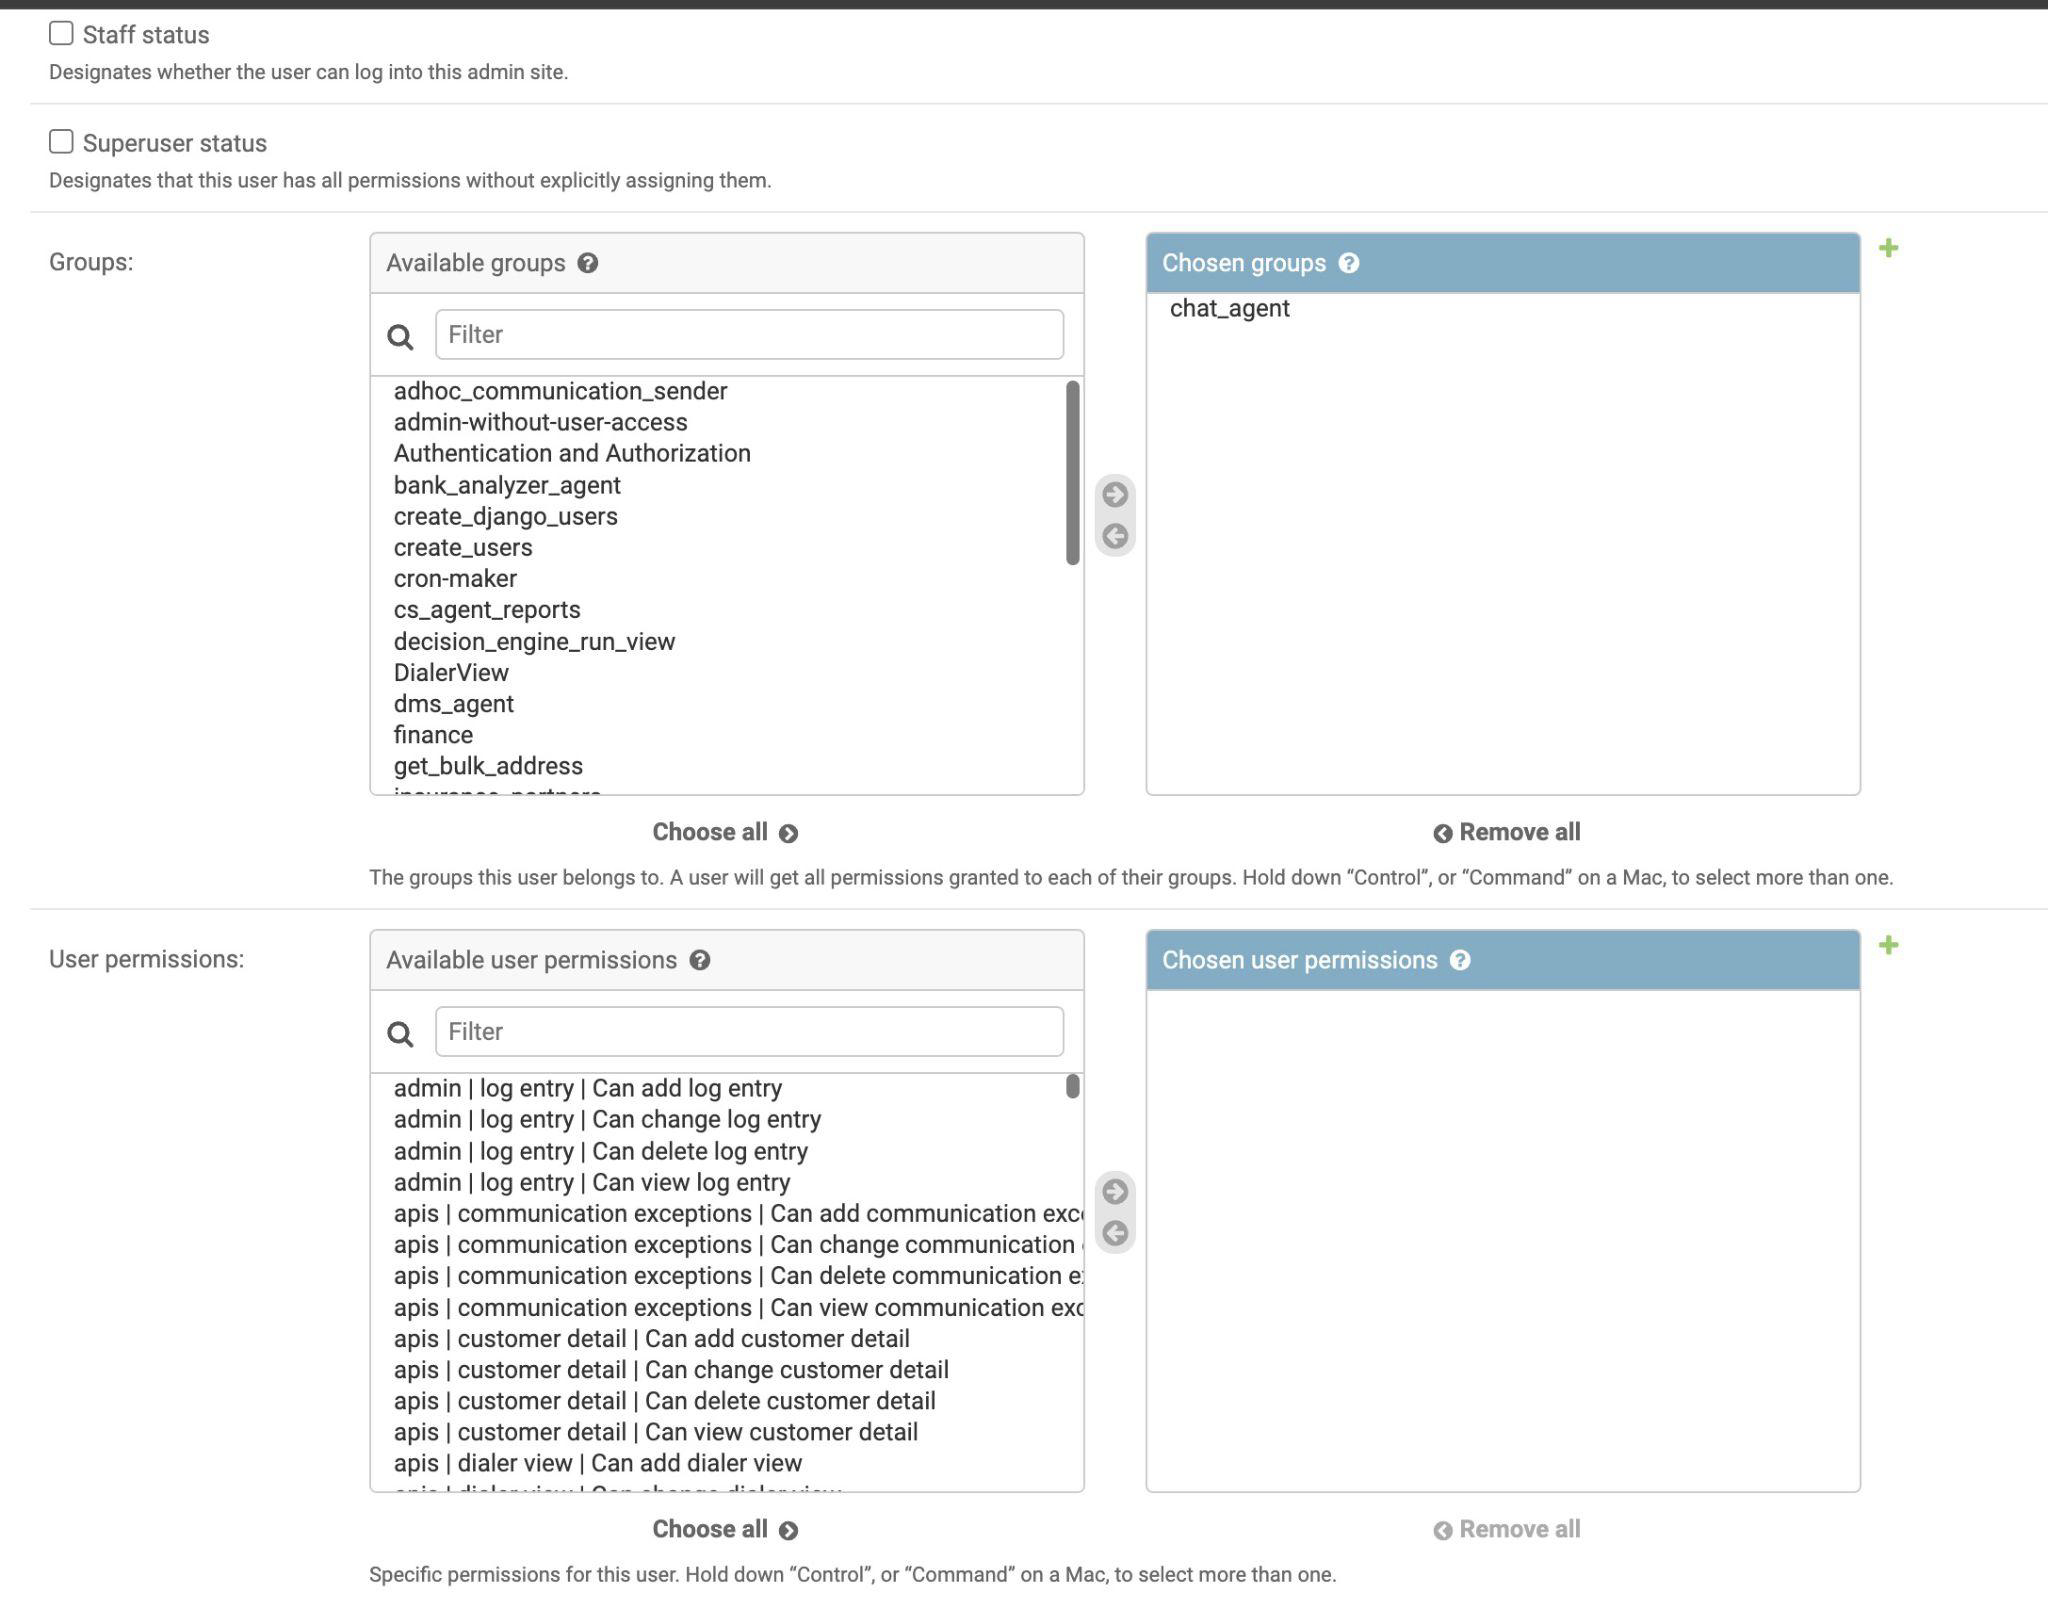 Staff status
Designates whether the user can log into this admin site.
Superuser status
Designates that this user has all permissions without explicitly assigning them.
Groups:
Available groups
Filter
adhoc_communication_sender
admin-without-user-access
Authentication and Authorization
bank_analyzer_agent
create_django_users
create_users
cron-maker
cs_agent_reports
decision_engine_run_view
DialerView
dms_agent
finance
get_bulk_address
insurance_partners
Choose all
Chosen groups
chat_agent
Remove all
The groups this user belongs to. A user will get all permissions granted to each of their groups. Hold down “Control”, or “Command” on a Mac, to select more than one.
User permissions:
Available user permissions
Filter
admin | log entry | Can add log entry
admin | log entry | Can change log entry
admin | log entry | Can delete log entry
admin | log entry | Can view log entry
apis | communication exceptions | Can add communication exc
apis | communication exceptions | Can change communication
apis | communication exceptions | Can delete communication e
apis | communication exceptions | Can view communication exc
apis | customer detail | Can add customer detail
apis | customer detail | Can change customer detail
apis | customer detail | Can delete customer detail
apis | customer detail | Can view customer detail
apis | dialer view | Can add dialer view
apis | dialer view | Can change dialer view
Choose all
Chosen user permissions
Remove all
Specific permissions for this user. Hold down “Control”, or “Command” on a Mac, to select more than one.